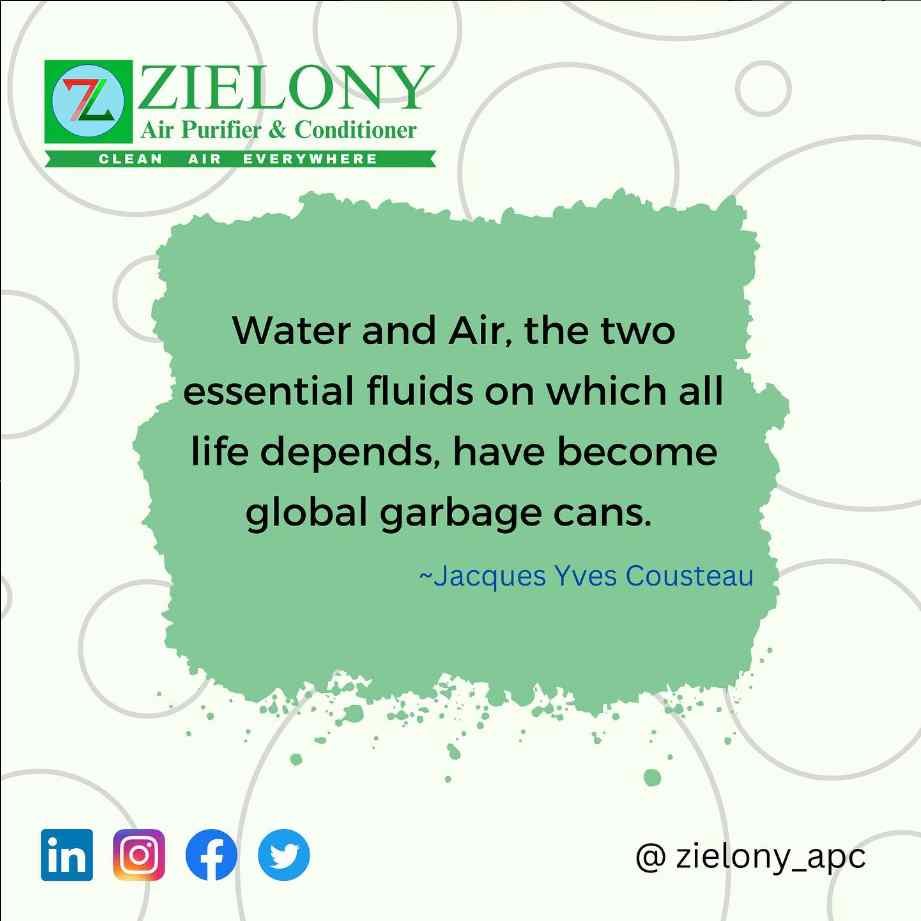 ZIELONY
Air Purifier & Conditioner
CLEAN AIR EVERYWHERE
Water and Air, the two
essential fluids on which all
life depends, have become
global garbage cans.
~Jacques Yves Cousteau
in
@ zielony_apc